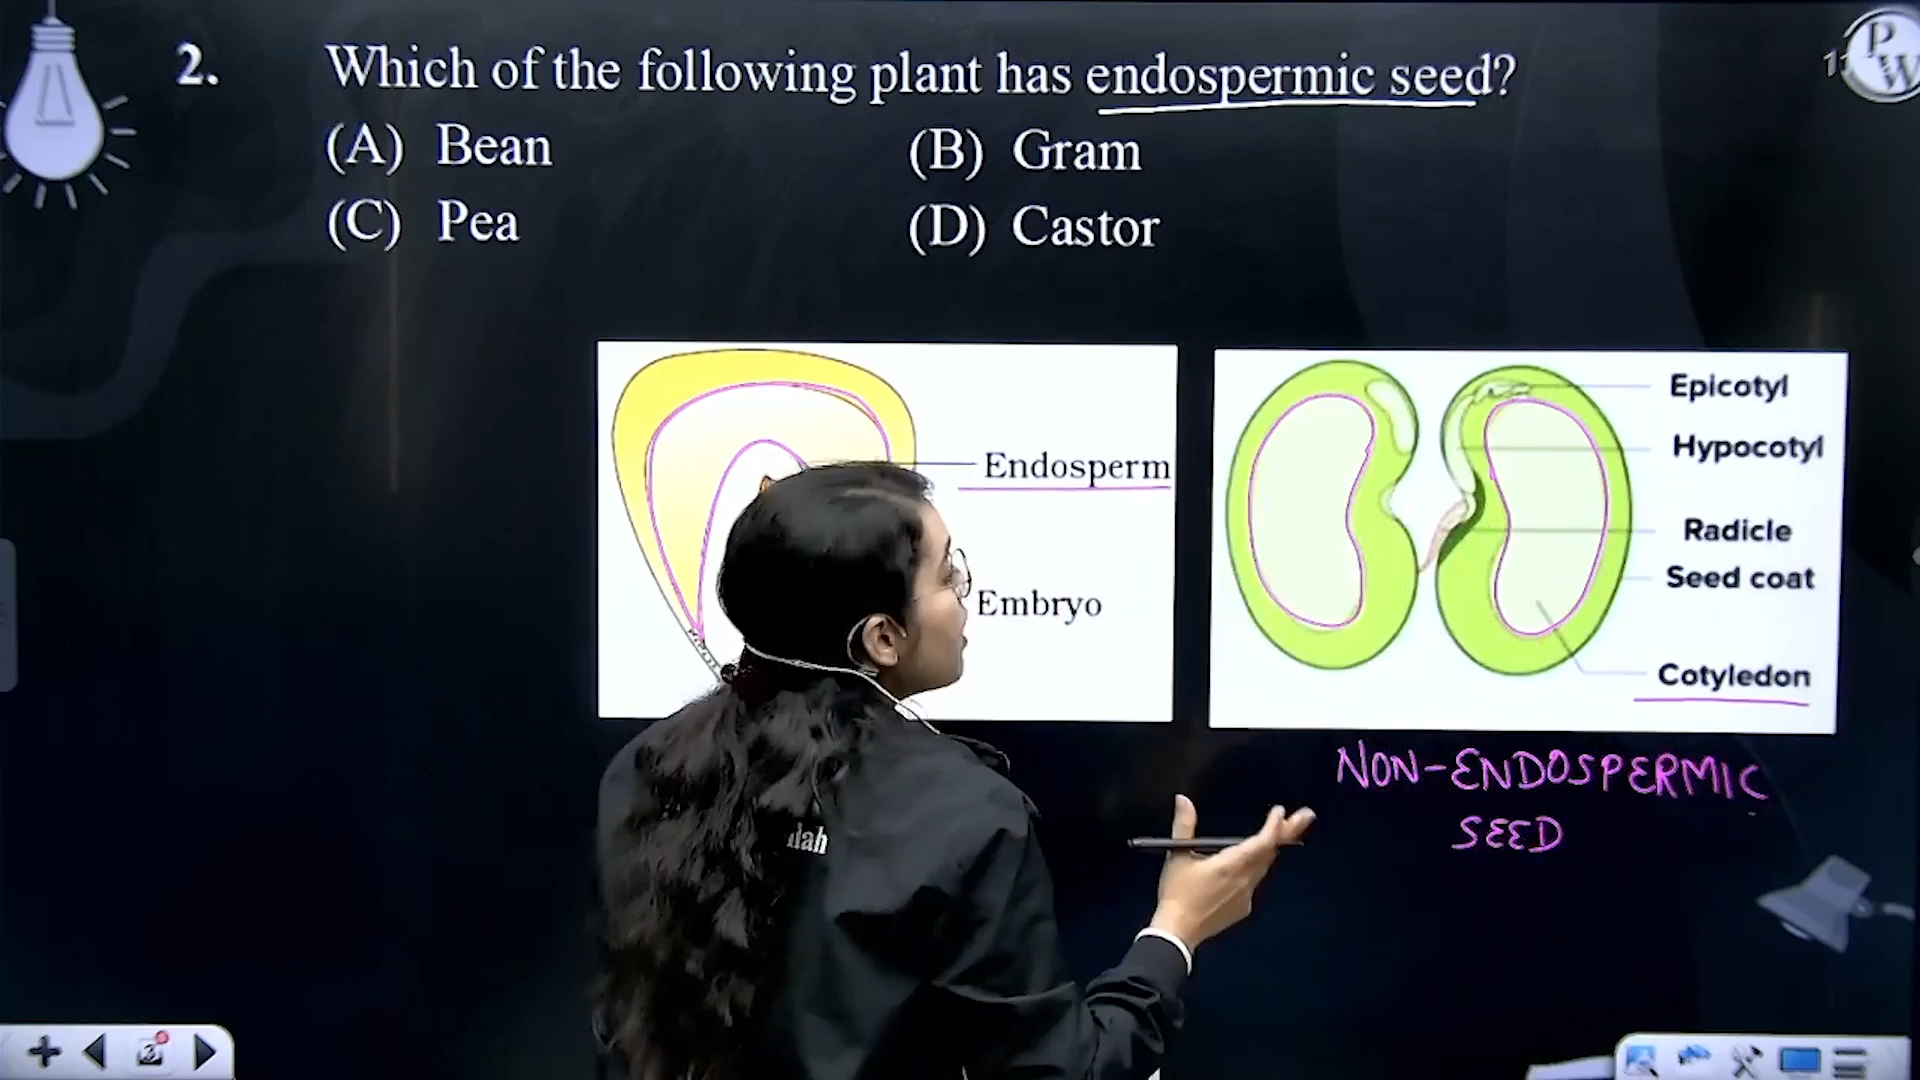 2. Which of the following plant has endospermic seed?
(A) Bean (B) Gram
(C) Pea (D) Castor
PW
Endosperm
Embryo
Epicotyl
Hypocotyl
Radicle
Seed coat
Cotyledon
NON-ENDOSPERMIC
SEED